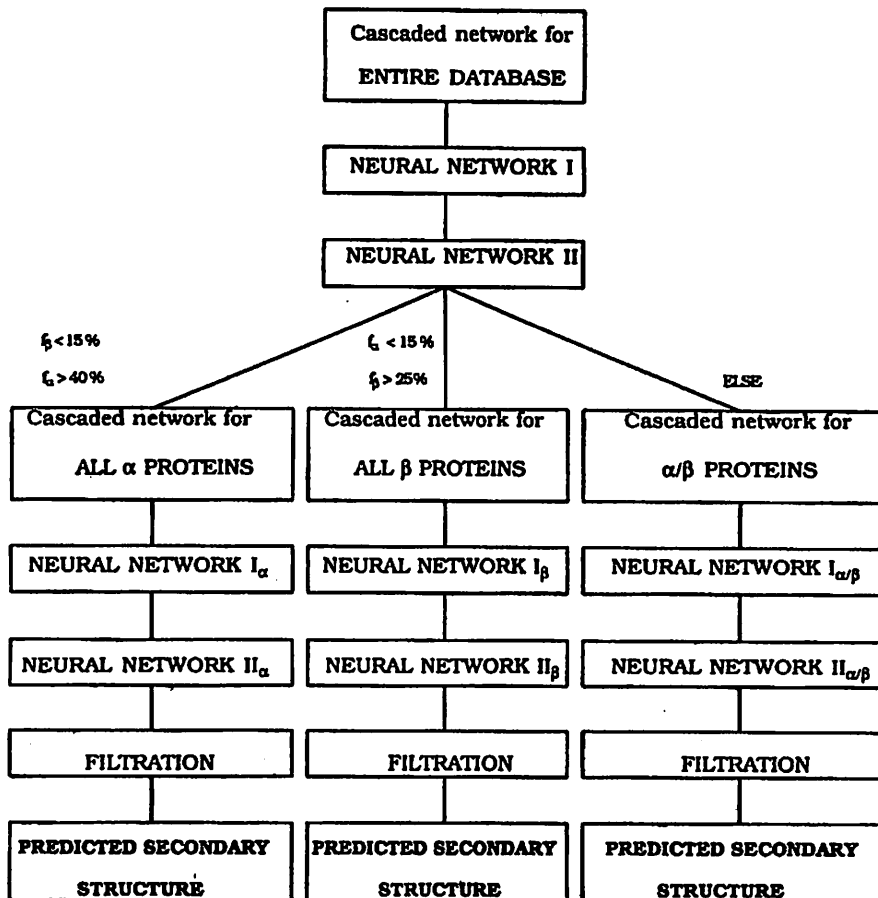 Cascaded network for
ENTIRE DATABASE
NEURAL NETWORK I
NEURAL NETWORK II
fβ <15%
fα >40%
fα <15%
fβ >25%
ELSE
Cascaded network for
ALL α PROTEINS
Cascaded network for
ALL β PROTEINS
Cascaded network for
α/β PROTEINS
NEURAL NETWORK Iα
NEURAL NETWORK Iβ
NEURAL NETWORK Iα/β
NEURAL NETWORK IIα
NEURAL NETWORK IIβ
NEURAL NETWORK IIα/β
FILTRATION
FILTRATION
FILTRATION
PREDICTED SECONDARY
STRUCTURE
PREDICTED SECONDARY
STRUCTURE
PREDICTED SECONDARY
STRUCTURE